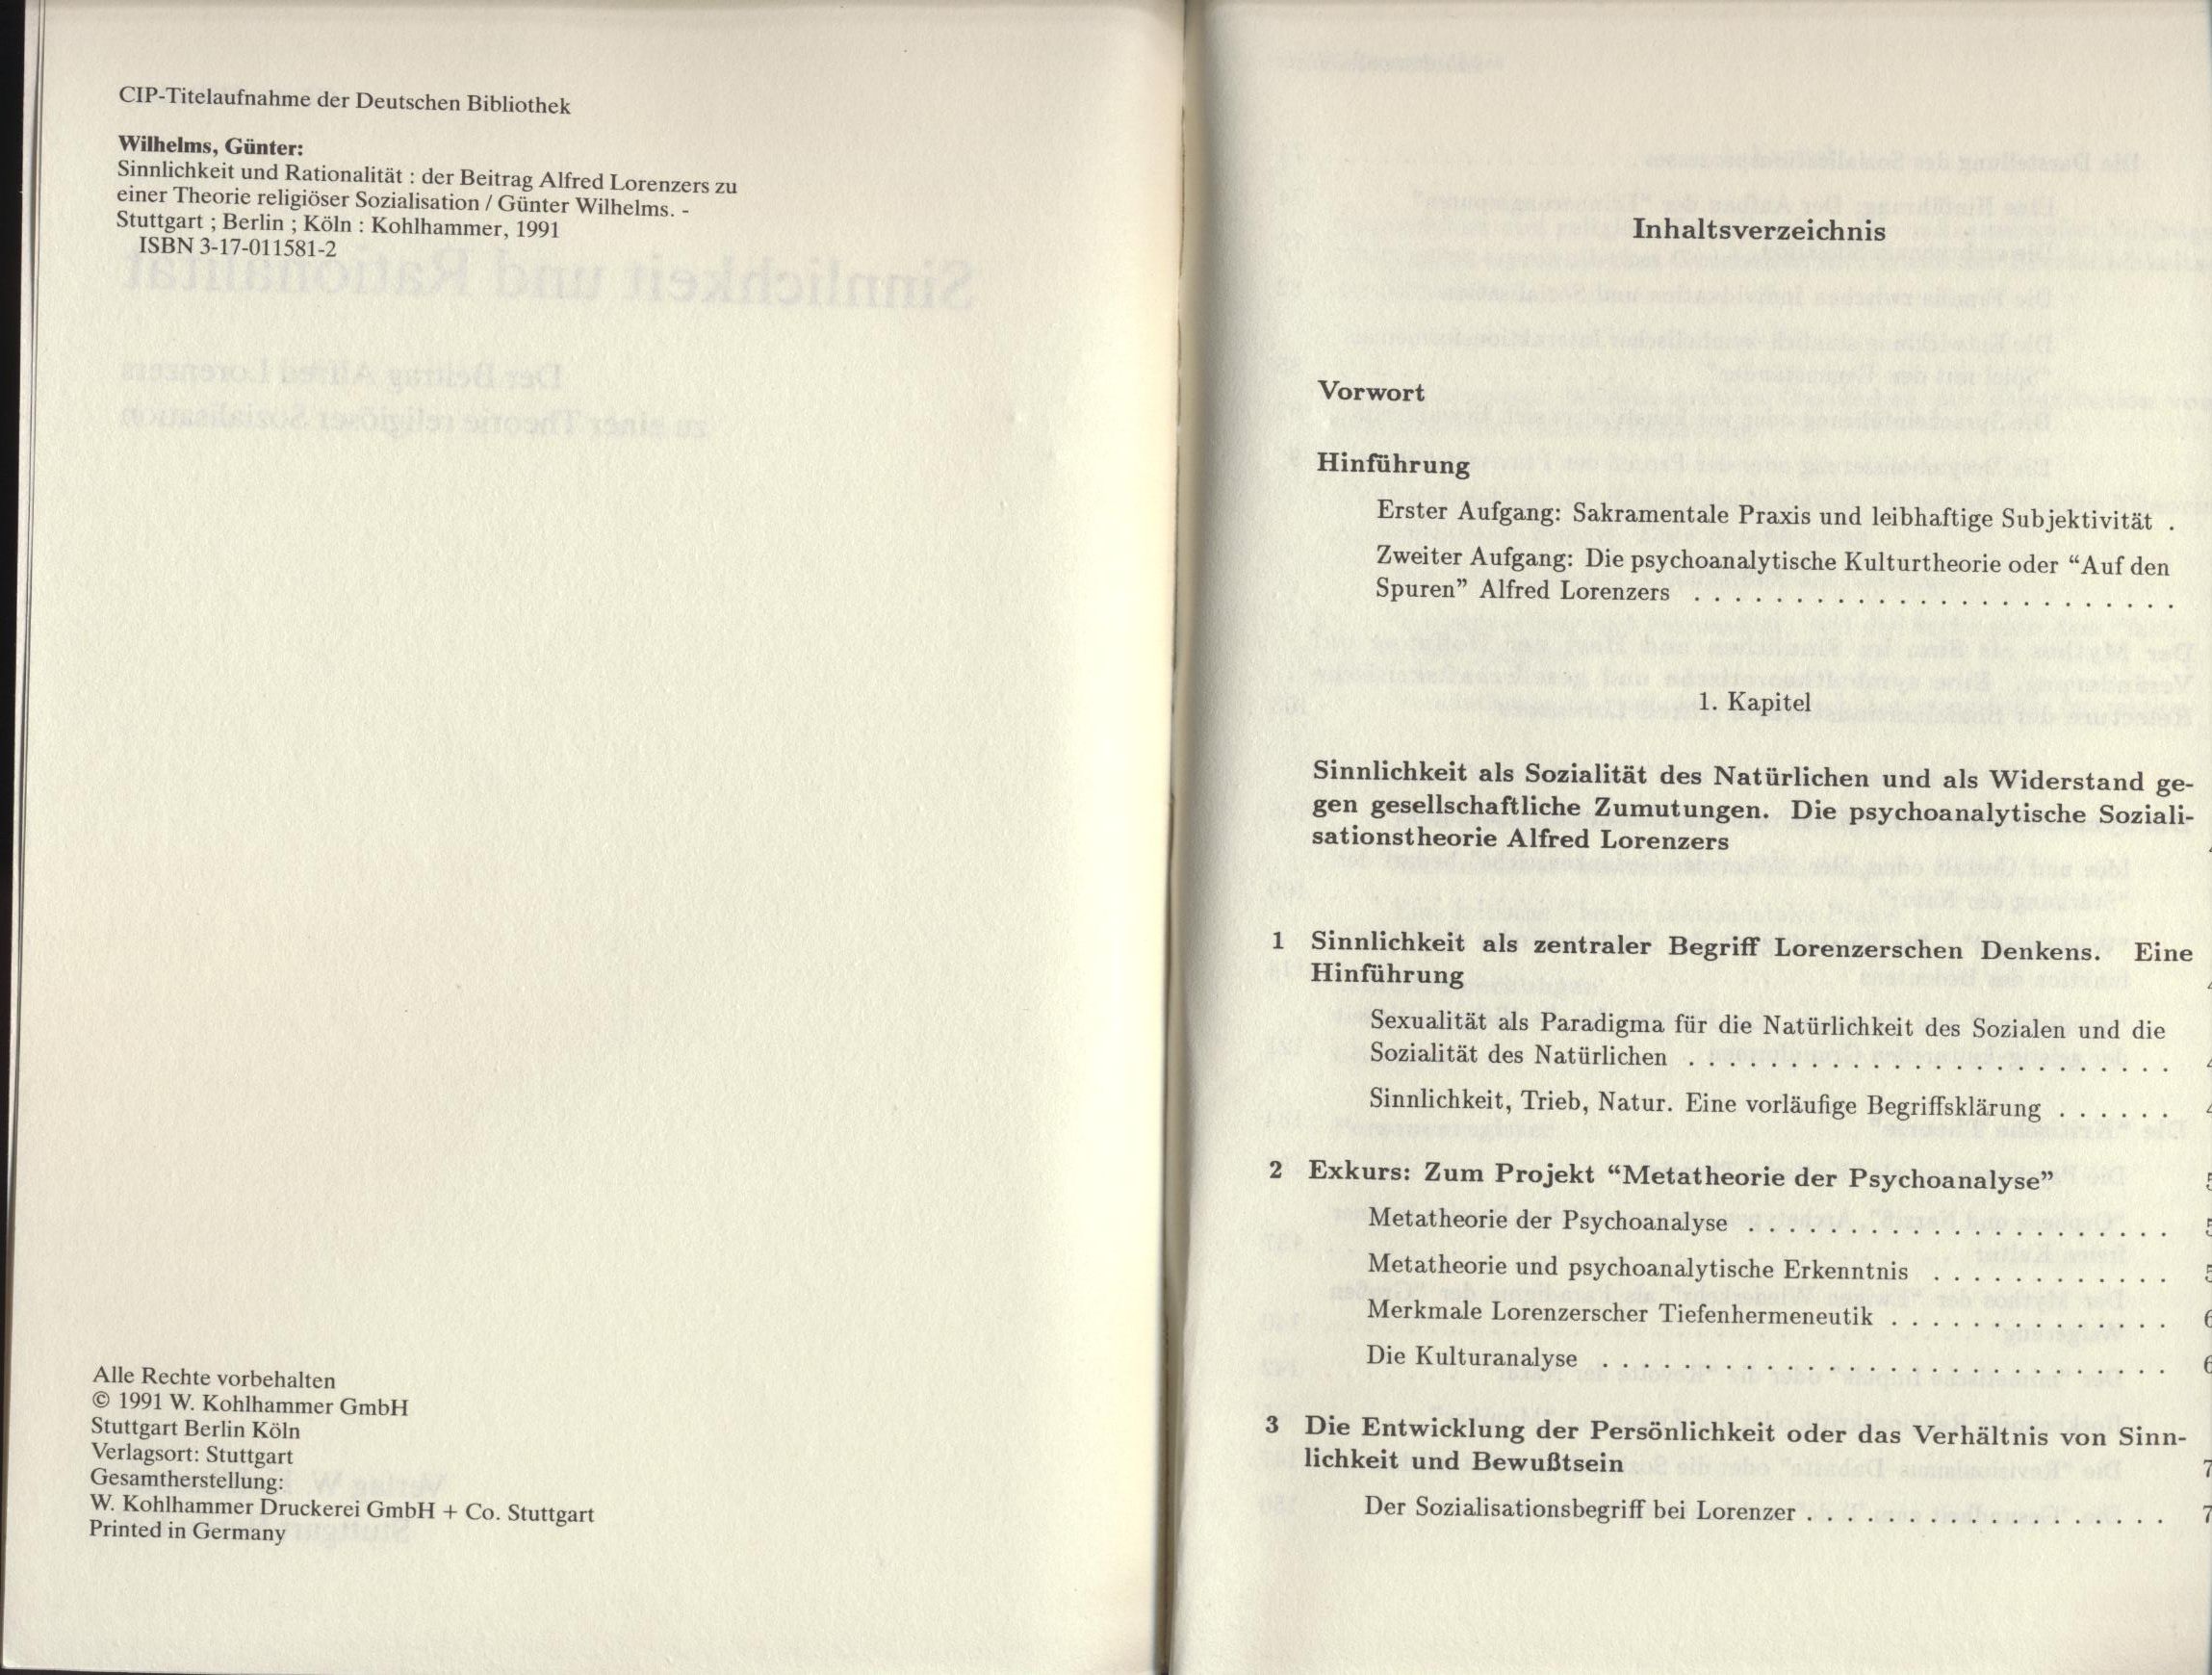 CIP-Titelaufnahme der Deutschen Bibliothek
Wilhelms, Günter:
Sinnlichkeit und Rationalität : der Beitrag Alfred Lorenzers zu
einer Theorie religiöser Sozialisation / Günter Wilhelms. -
Stuttgart ; Berlin ; Köln : Kohlhammer, 1991
ISBN 3-17-011581-2
Alle Rechte vorbehalten
© 1991 W. Kohlhammer GmbH
Stuttgart Berlin Köln
Verlagsort: Stuttgart
Gesamtherstellung:
W. Kohlhammer Druckerei GmbH + Co. Stuttgart
Printed in Germany
Inhaltsverzeichnis
Vorwort
Hinführung
Erster Aufgang: Sakramentale Praxis und leibhaftige Subjektivität .
Zweiter Aufgang: Die psychoanalytische Kulturtheorie oder “Auf den
Spuren” Alfred Lorenzers . . . . . . . . . . . . . . . . . . . . . . . .
1. Kapitel
Sinnlichkeit als Sozialität des Natürlichen und als Widerstand ge-
gen gesellschaftliche Zumutungen. Die psychoanalytische Soziali-
sationstheorie Alfred Lorenzers
1 Sinnlichkeit als zentraler Begriff Lorenzerschen Denkens. Eine
Hinführung
Sexualität als Paradigma für die Natürlichkeit des Sozialen und die
Sozialität des Natürlichen . . . . . . . . . . . . . . . . . . . . . . . .
Sinnlichkeit, Trieb, Natur. Eine vorläufige Begriffsklärung . . . . . .
2 Exkurs: Zum Projekt “Metatheorie der Psychoanalyse”
Metatheorie der Psychoanalyse . . . . . . . . . . . . . . . . . . . . .
Metatheorie und psychoanalytische Erkenntnis . . . . . . . . . . . .
Merkmale Lorenzerscher Tiefenhermeneutik . . . . . . . . . . . . . .
Die Kulturanalyse . . . . . . . . . . . . . . . . . . . . . . . . . . . .
3 Die Entwicklung der Persönlichkeit oder das Verhältnis von Sinn-
lichkeit und Bewußtsein 7
Der Sozialisationsbegriff bei Lorenzer . . . . . . . . . . . . . . . . . . 7